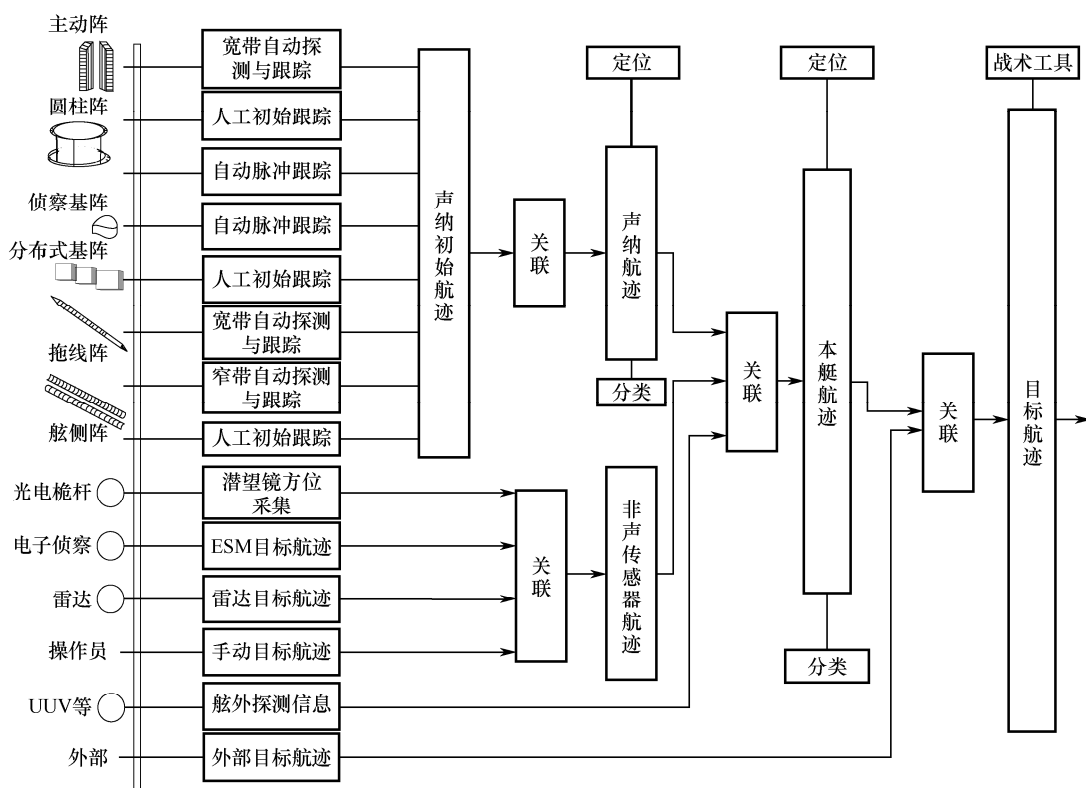 主动阵
圆柱阵
侦察基阵
分布式基阵
拖线阵
舷侧阵
光电桅杆
电子侦察
雷达
操作员
UUV等
外部
宽带自动探
测与跟踪
人工初始跟踪
自动脉冲跟踪
自动脉冲跟踪
人工初始跟踪
宽带自动探测
与跟踪
窄带自动探测
与跟踪
人工初始跟踪
潜望镜方位
采集
ESM目标航迹
雷达目标航迹
手动目标航迹
舷外探测信息
外部目标航迹
声纳初始航迹
关联
关联
定位
声纳航迹
分类
非声传感器航迹
关联
定位
本艇航迹
分类
关联
战术工具
目标航迹